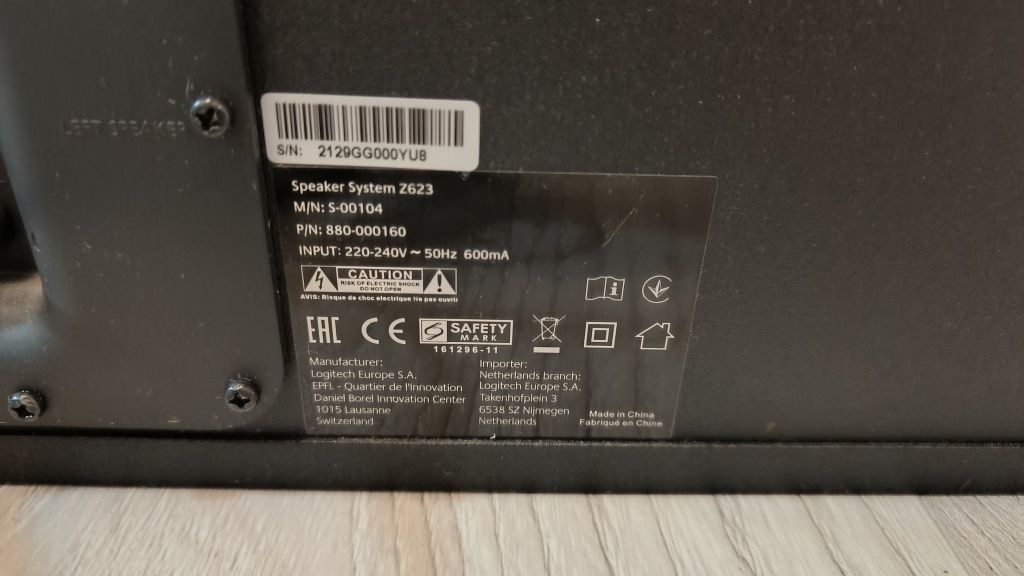 LEFT SPEAKER
S/N: 2129GG000YU8
Speaker System Z623
M/N: S-00104
P/N: 880-000160
INPUT: 220-240V ~ 50Hz 600mA
CAUTION
RISK OF ELECTRIC SHOCK
DO NOT OPEN
AVIS: Risque de choc electrique Ne pas ouvrir
EAC CE SAFETY
MARK
161296-11
Manufacturer:
Logitech Europe S.A.
EPFL - Quartier de l'Innovation
Daniel Borel Innovation Center
1015 Lausanne
Switzerland
Importer:
Netherlands branch:
Logitech Europe S.A.
Takenhofplein 3
6538 SZ Nijmegen
Netherlands
Made in China
Fabriqué en Chine